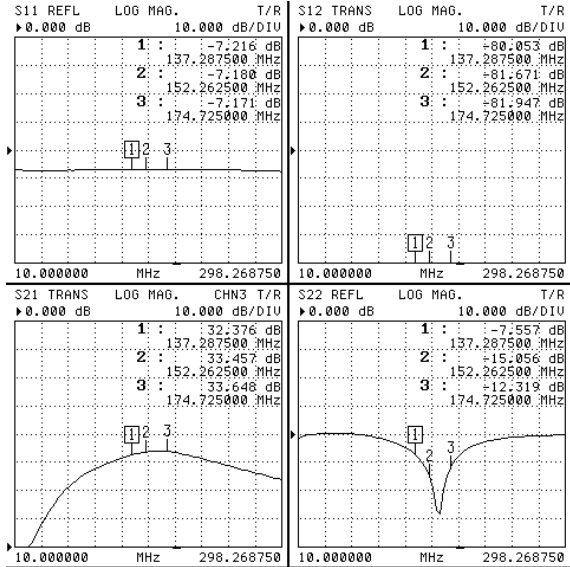 S11 REFL LOG MAG. T/R
▶0.000 dB 10.000 dB/DIV
1 : -7.216 dB
137.287500 MHz
2 : -7.180 dB
152.262500 MHz
3 : -7.171 dB
174.725000 MHz
1 2 3
10.000000 MHz 298.268750
S12 TRANS LOG MAG. T/R
▶0.000 dB 10.000 dB/DIV
1 : -80.053 dB
137.287500 MHz
2 : -81.671 dB
152.262500 MHz
3 : -81.947 dB
174.725000 MHz
1 2 3
10.000000 MHz 298.268750
S21 TRANS LOG MAG. CHN3 T/R
▶0.000 dB 10.000 dB/DIV
1 : 32.376 dB
137.287500 MHz
2 : 33.457 dB
152.262500 MHz
3 : 33.648 dB
174.725000 MHz
1 2 3
10.000000 MHz 298.268750
S22 REFL LOG MAG. T/R
▶0.000 dB 10.000 dB/DIV
1 : -7.557 dB
137.287500 MHz
2 : -15.056 dB
152.262500 MHz
3 : -12.319 dB
174.725000 MHz
1 2 3
10.000000 MHz 298.268750